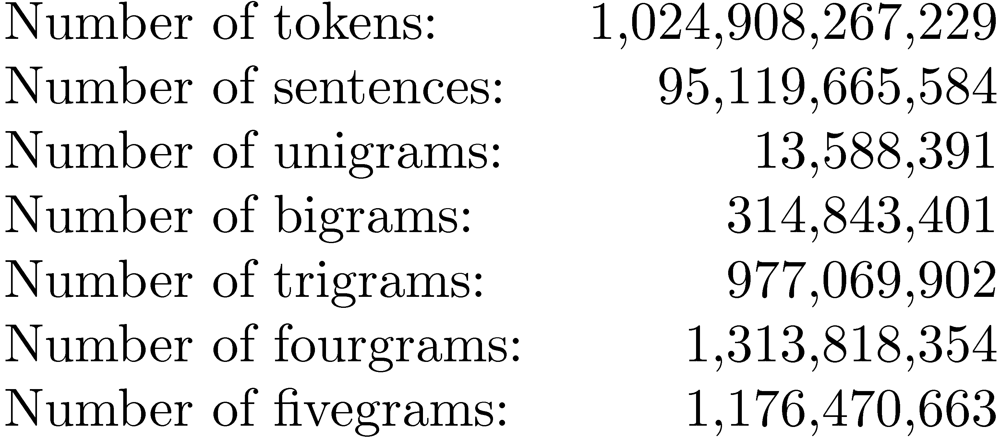 Number of tokens: 1,024,908,267,229
Number of sentences: 95,119,665,584
Number of unigrams: 13,588,391
Number of bigrams: 314,843,401
Number of trigrams: 977,069,902
Number of fourgrams: 1,313,818,354
Number of fivegrams: 1,176,470,663